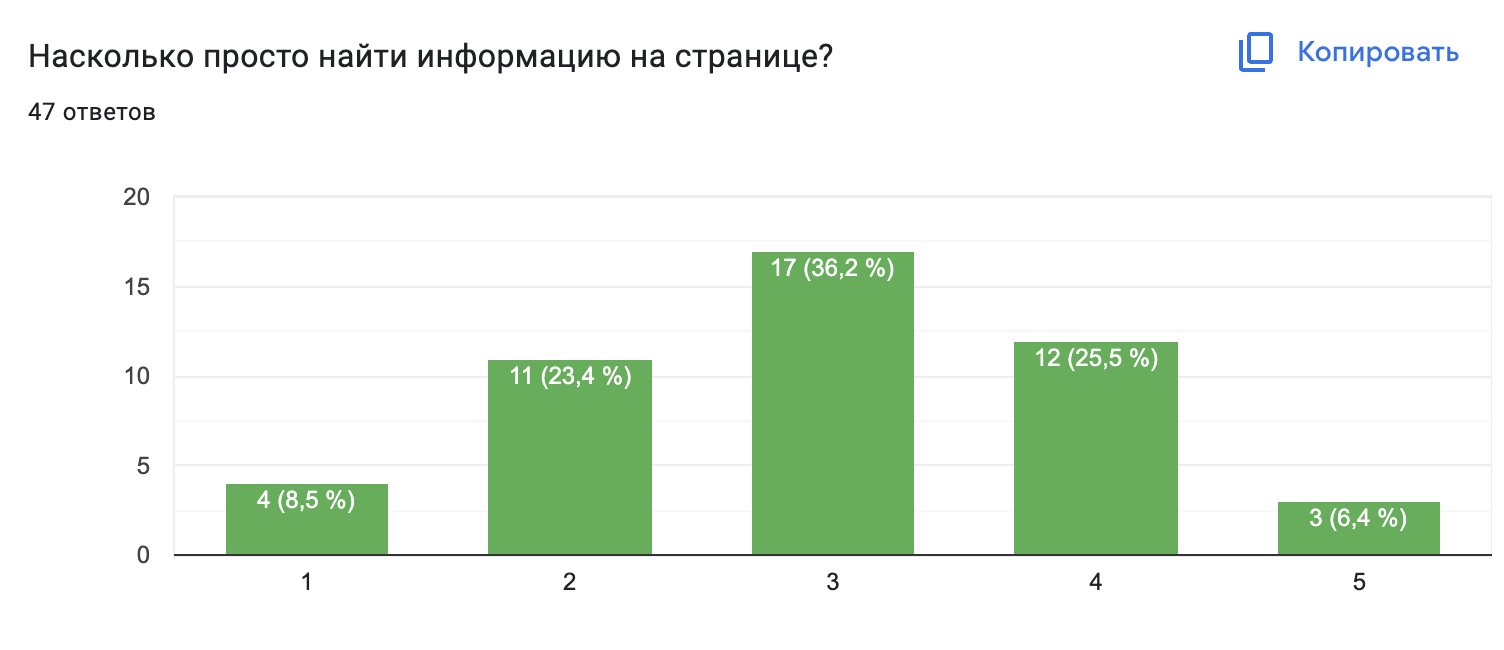 Насколько просто найти информацию на странице?
Копировать
47 ответов
20
15
10
5
0
4 (8,5 %)
11 (23,4 %)
17 (36,2 %)
12 (25,5 %)
3 (6,4 %)
1
2
3
4
5